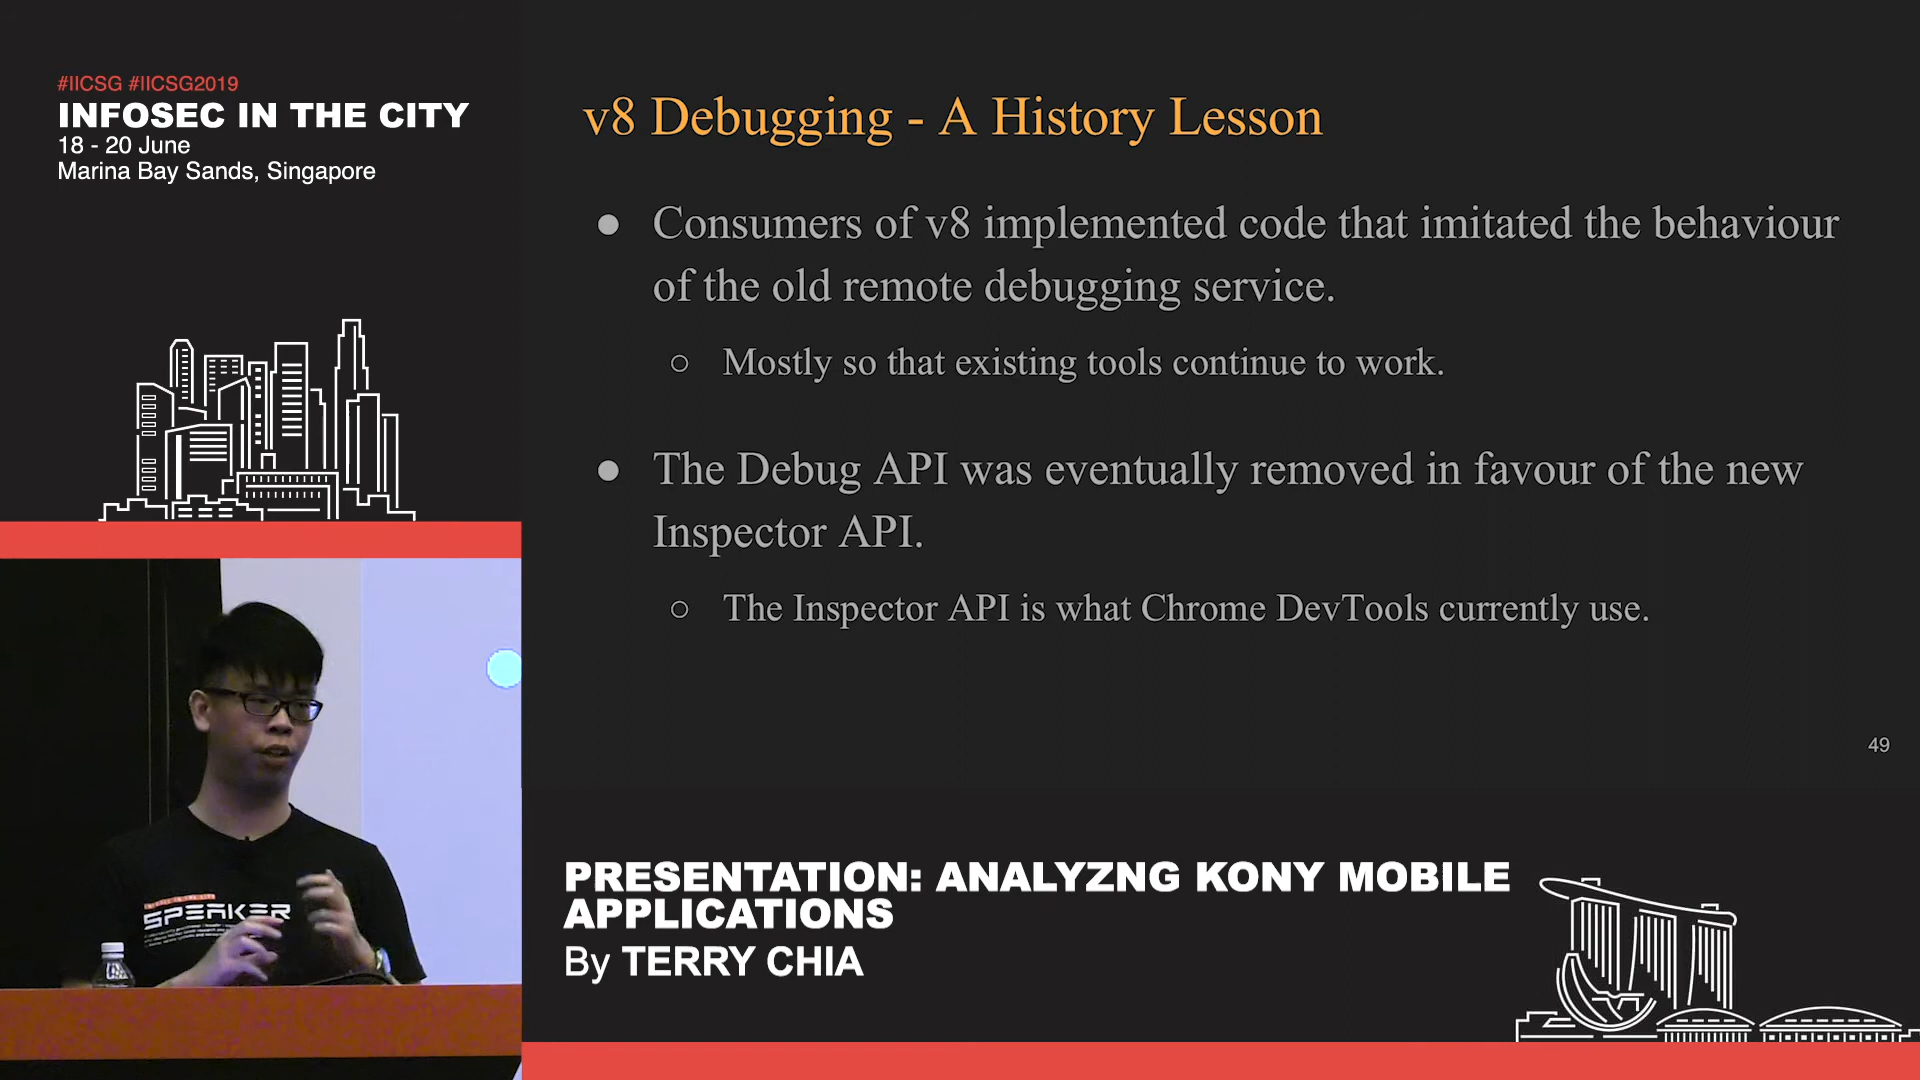 #IICSG #IICSG2019
INFOSEC IN THE CITY
18 - 20 June
Marina Bay Sands, Singapore
v8 Debugging - A History Lesson
● Consumers of v8 implemented code that imitated the behaviour
of the old remote debugging service.
○ Mostly so that existing tools continue to work.
● The Debug API was eventually removed in favour of the new
Inspector API.
○ The Inspector API is what Chrome DevTools currently use.
49
SPEAKER
PRESENTATION: ANALYZNG KONY MOBILE
APPLICATIONS
By TERRY CHIA